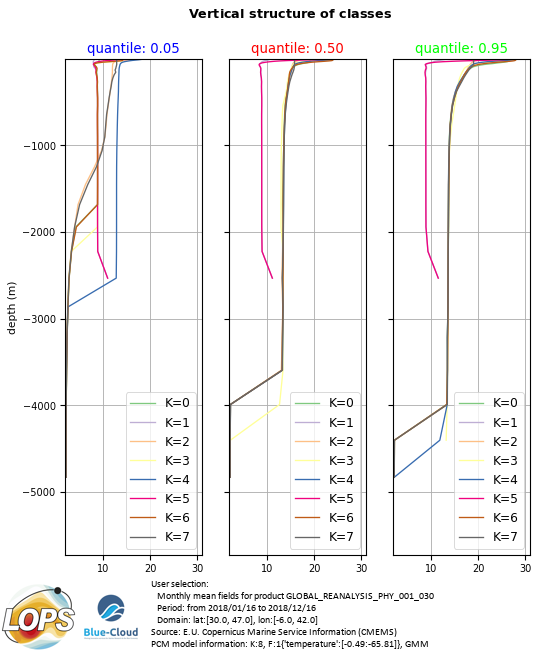 Vertical structure of classes
quantile: 0.05 quantile: 0.50 quantile: 0.95
depth (m)
−1000
−2000
−3000
−4000
−5000
K=0 K=0 K=0
K=1 K=1 K=1
K=2 K=2 K=2
K=3 K=3 K=3
K=4 K=4 K=4
K=5 K=5 K=5
K=6 K=6 K=6
K=7 K=7 K=7
10 20 30 10 20 30 10 20 30
LOPS
Blue-Cloud
User selection:
Monthly mean fields for product GLOBAL_REANALYSIS_PHY_001_030
Period: from 2018/01/16 to 2018/12/16
Domain: lat:[30.0, 47.0], lon:[-6.0, 42.0]
Source: E.U. Copernicus Marine Service Information (CMEMS)
PCM model information: K:8, F:1{'temperature':[-0.49:-65.81]}, GMM